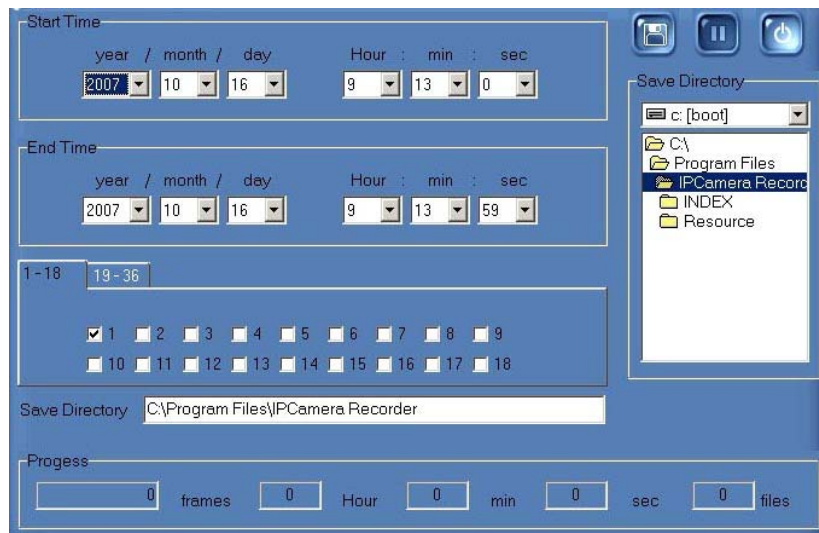 Start Time
year / month / day Hour : min : sec
2007 10 16 9 13 0
End Time
year / month / day Hour : min : sec
2007 10 16 9 13 59
1-18 19-36
1 2 3 4 5 6 7 8 9
10 11 12 13 14 15 16 17 18
Save Directory C:\Program Files\IPCamera Recorder
Progess
0 frames 0 Hour 0 min 0 sec 0 files
Save Directory
c: [boot]
C:\
Program Files
IPCamera Record
INDEX
Resource